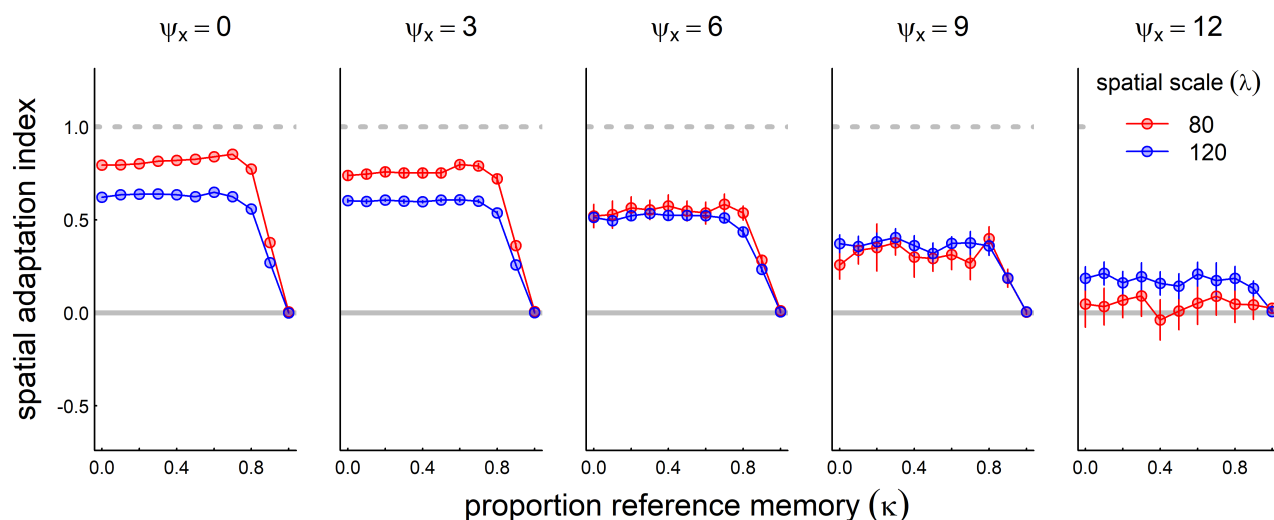 ψx = 0
ψx = 3
ψx = 6
ψx = 9
ψx = 12
spatial adaptation index
1.0
0.5
0.0
-0.5
spatial scale (λ)
80
120
0.0 0.4 0.8
0.0 0.4 0.8
0.0 0.4 0.8
0.0 0.4 0.8
0.0 0.4 0.8
proportion reference memory (κ)